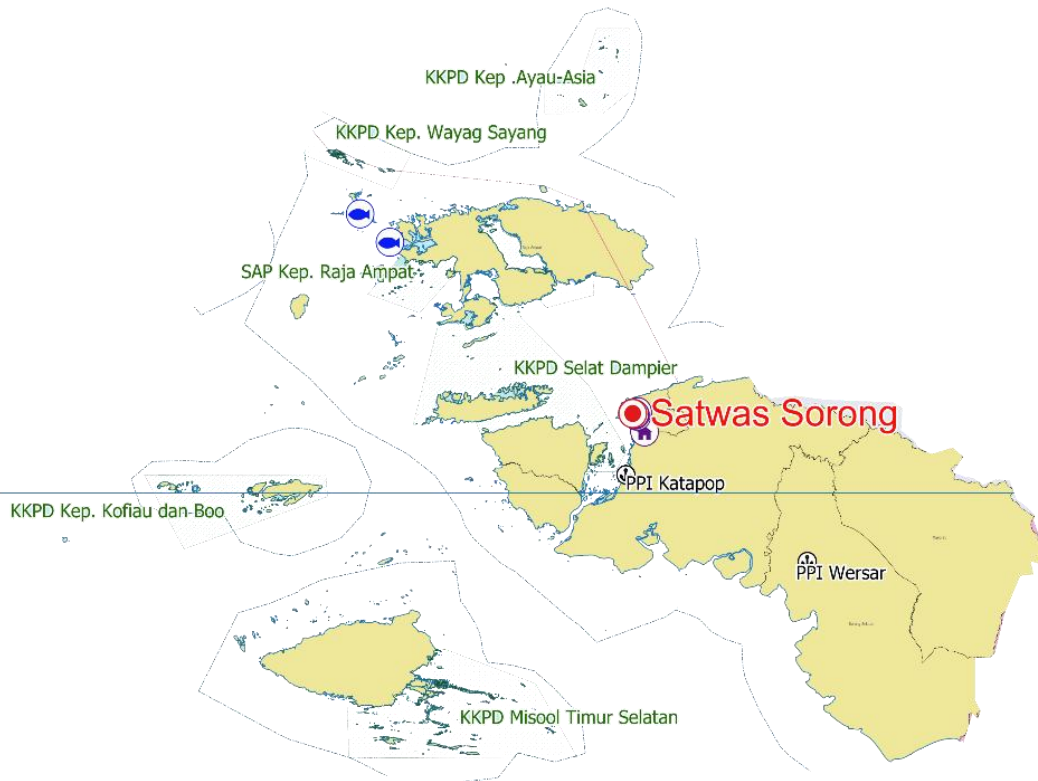 KKPD Kep .Ayau-Asia
KKPD Kep. Wayag Sayang
SAP Kep. Raja Ampat
KKPD Selat Dampier
Satwas Sorong
PPI Katapop
KKPD Kep. Kofiau dan Boo
PPI Wersar
KKPD Misool Timur Selatan